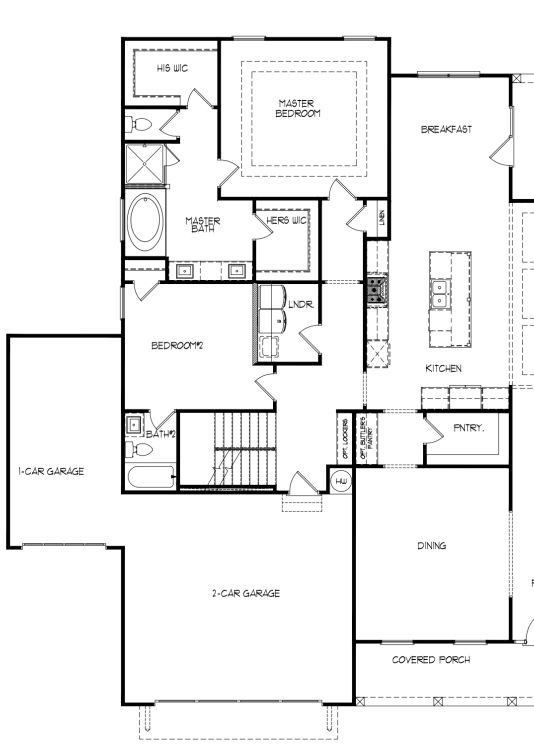 HIS WIC
MASTER
BEDROOM
BREAKFAST
MASTER
BATH
HERS WIC
LINEN
LNDR.
BEDROOM#2
KITCHEN
BATH#2
OPT. LOCKERS
OPT. BUTLER'S
PANTRY
PNTRY.
1-CAR GARAGE
HW
DINING
2-CAR GARAGE
COVERED PORCH